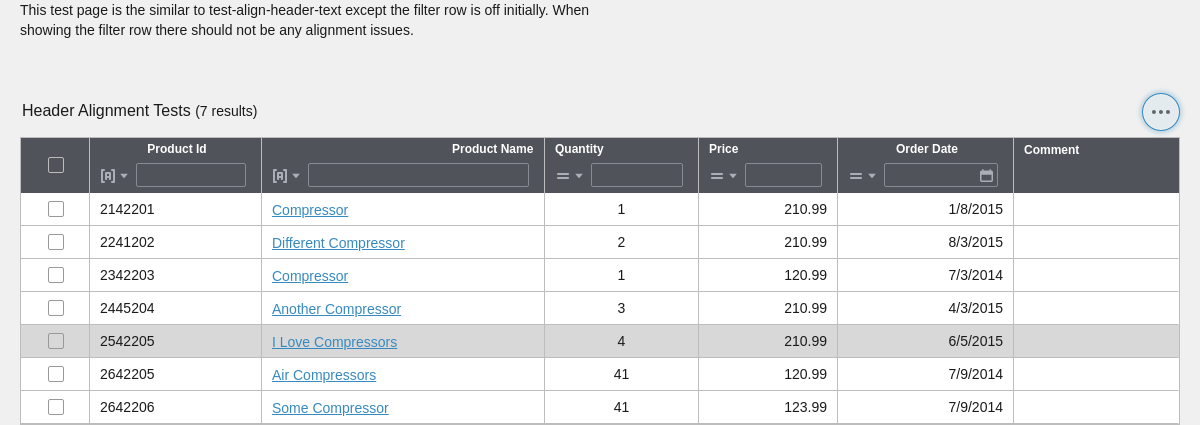 This test page is the similar to test-align-header-text except the filter row is off initially. When
showing the filter row there should not be any alignment issues.
Header Alignment Tests (7 results)
Product Id Product Name Quantity Price Order Date Comment
2142201 Compressor 1 210.99 1/8/2015
2241202 Different Compressor 2 210.99 8/3/2015
2342203 Compressor 1 120.99 7/3/2014
2445204 Another Compressor 3 210.99 4/3/2015
2542205 I Love Compressors 4 210.99 6/5/2015
2642205 Air Compressors 41 120.99 7/9/2014
2642206 Some Compressor 41 123.99 7/9/2014